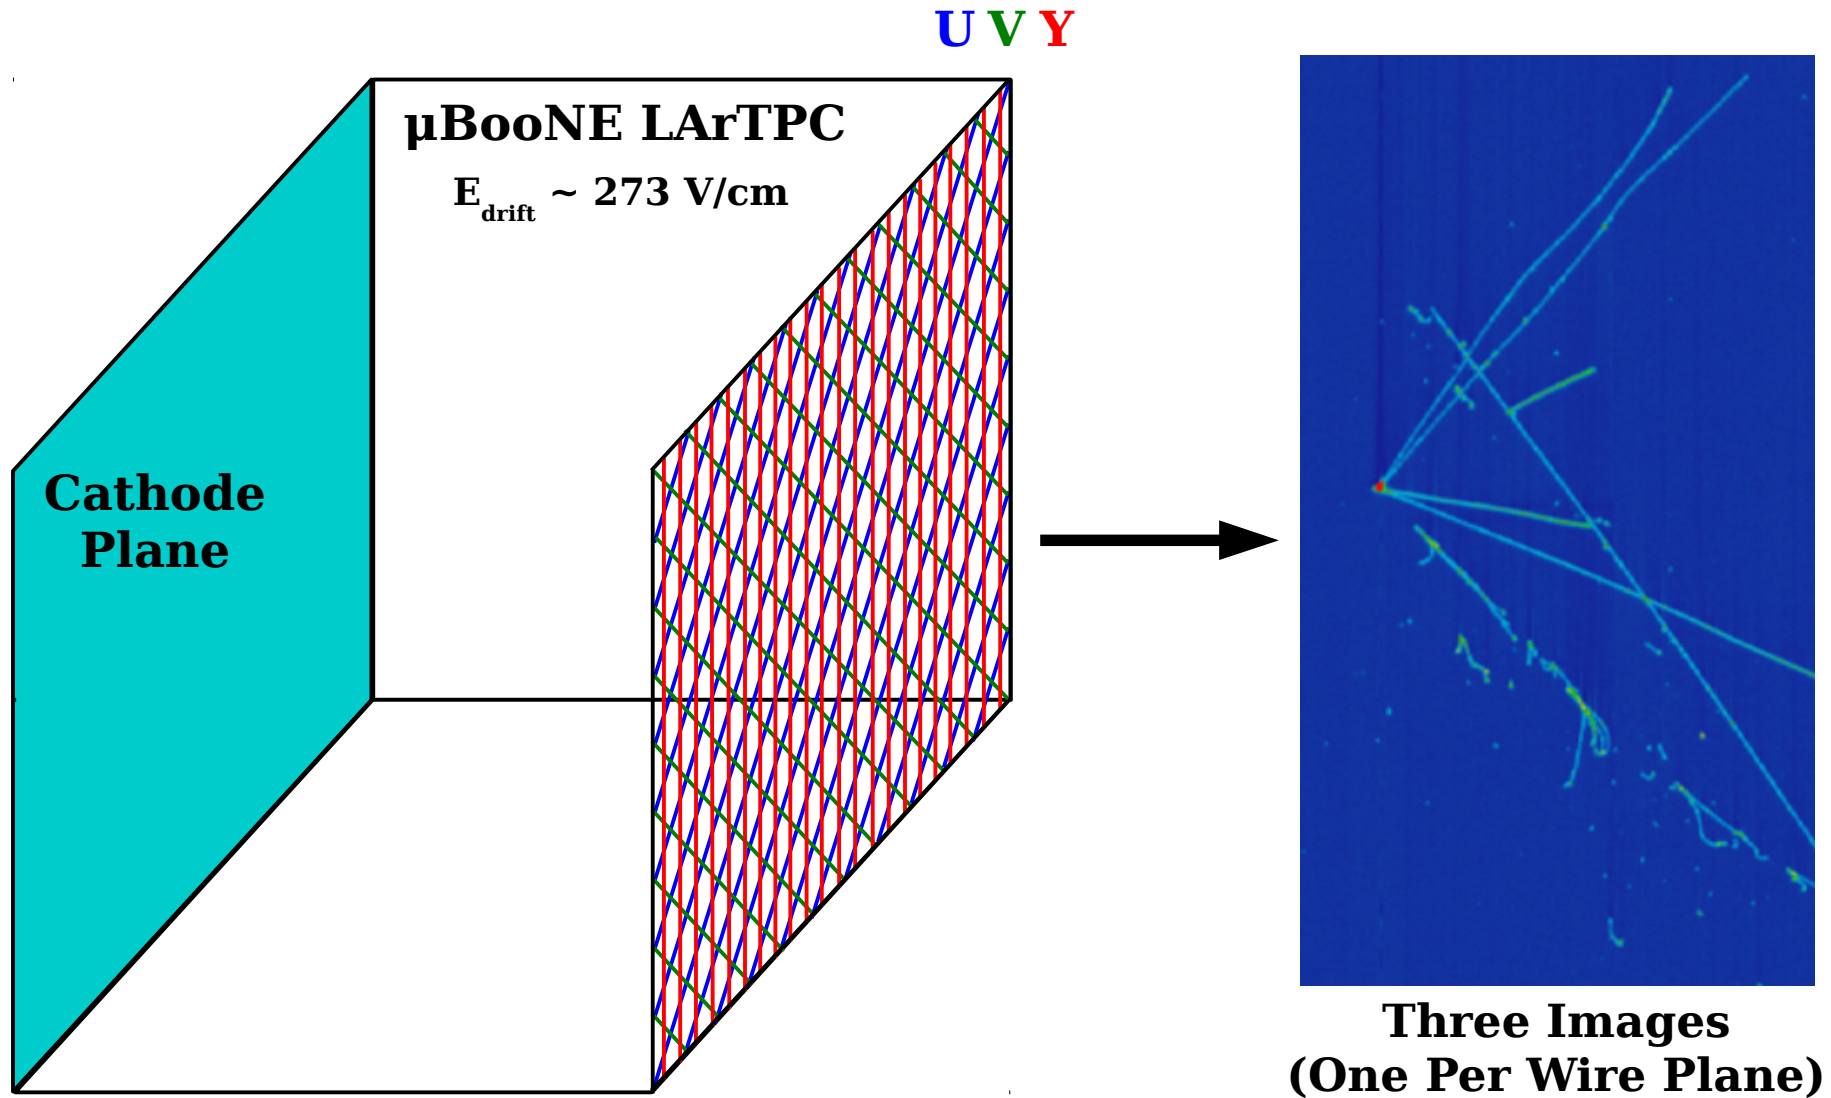 U V Y
μBooNE LArTPC
Edrift ~ 273 V/cm
Cathode
Plane
Three Images
(One Per Wire Plane)